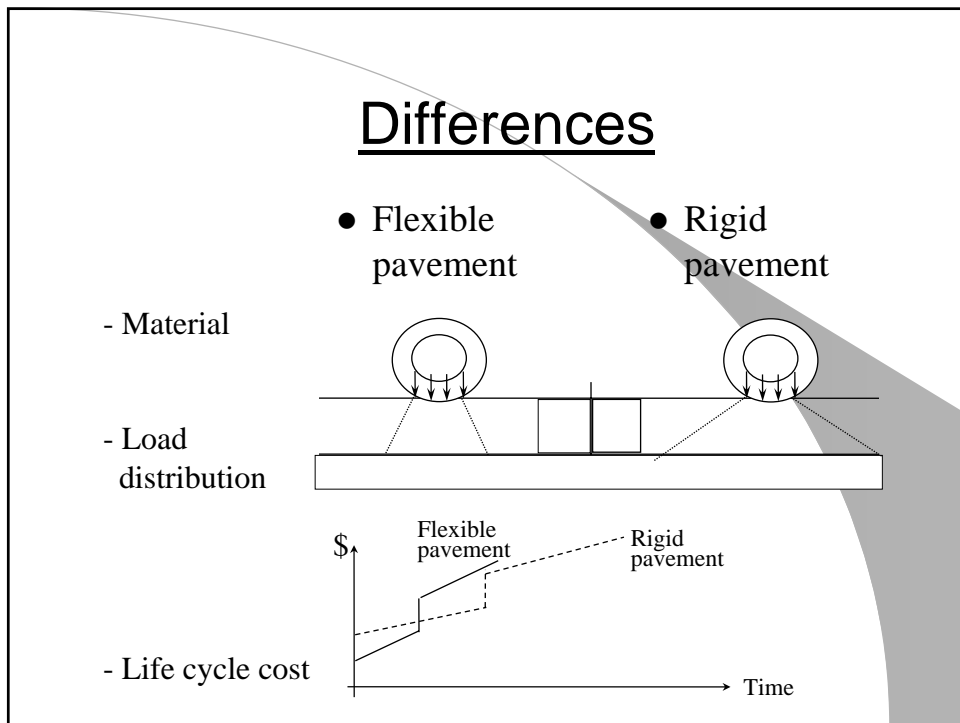 Differences
● Flexible
pavement
● Rigid
pavement
- Material
- Load
distribution
$
Flexible
pavement
Rigid
pavement
- Life cycle cost
Time